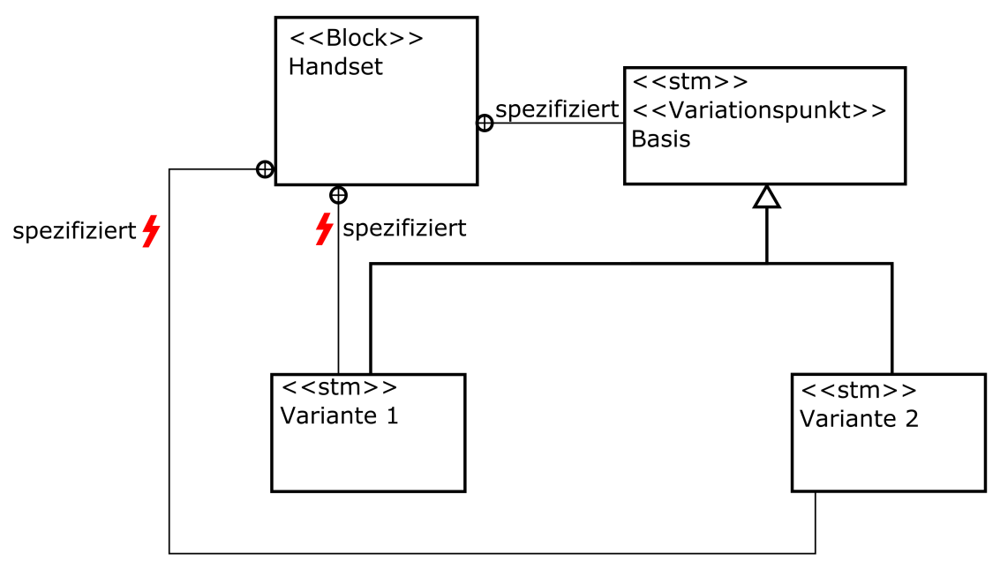 <<Block>>
Handset
spezifiziert
<<stm>>
<<Variationspunkt>>
Basis
spezifiziert
spezifiziert
<<stm>>
Variante 1
<<stm>>
Variante 2